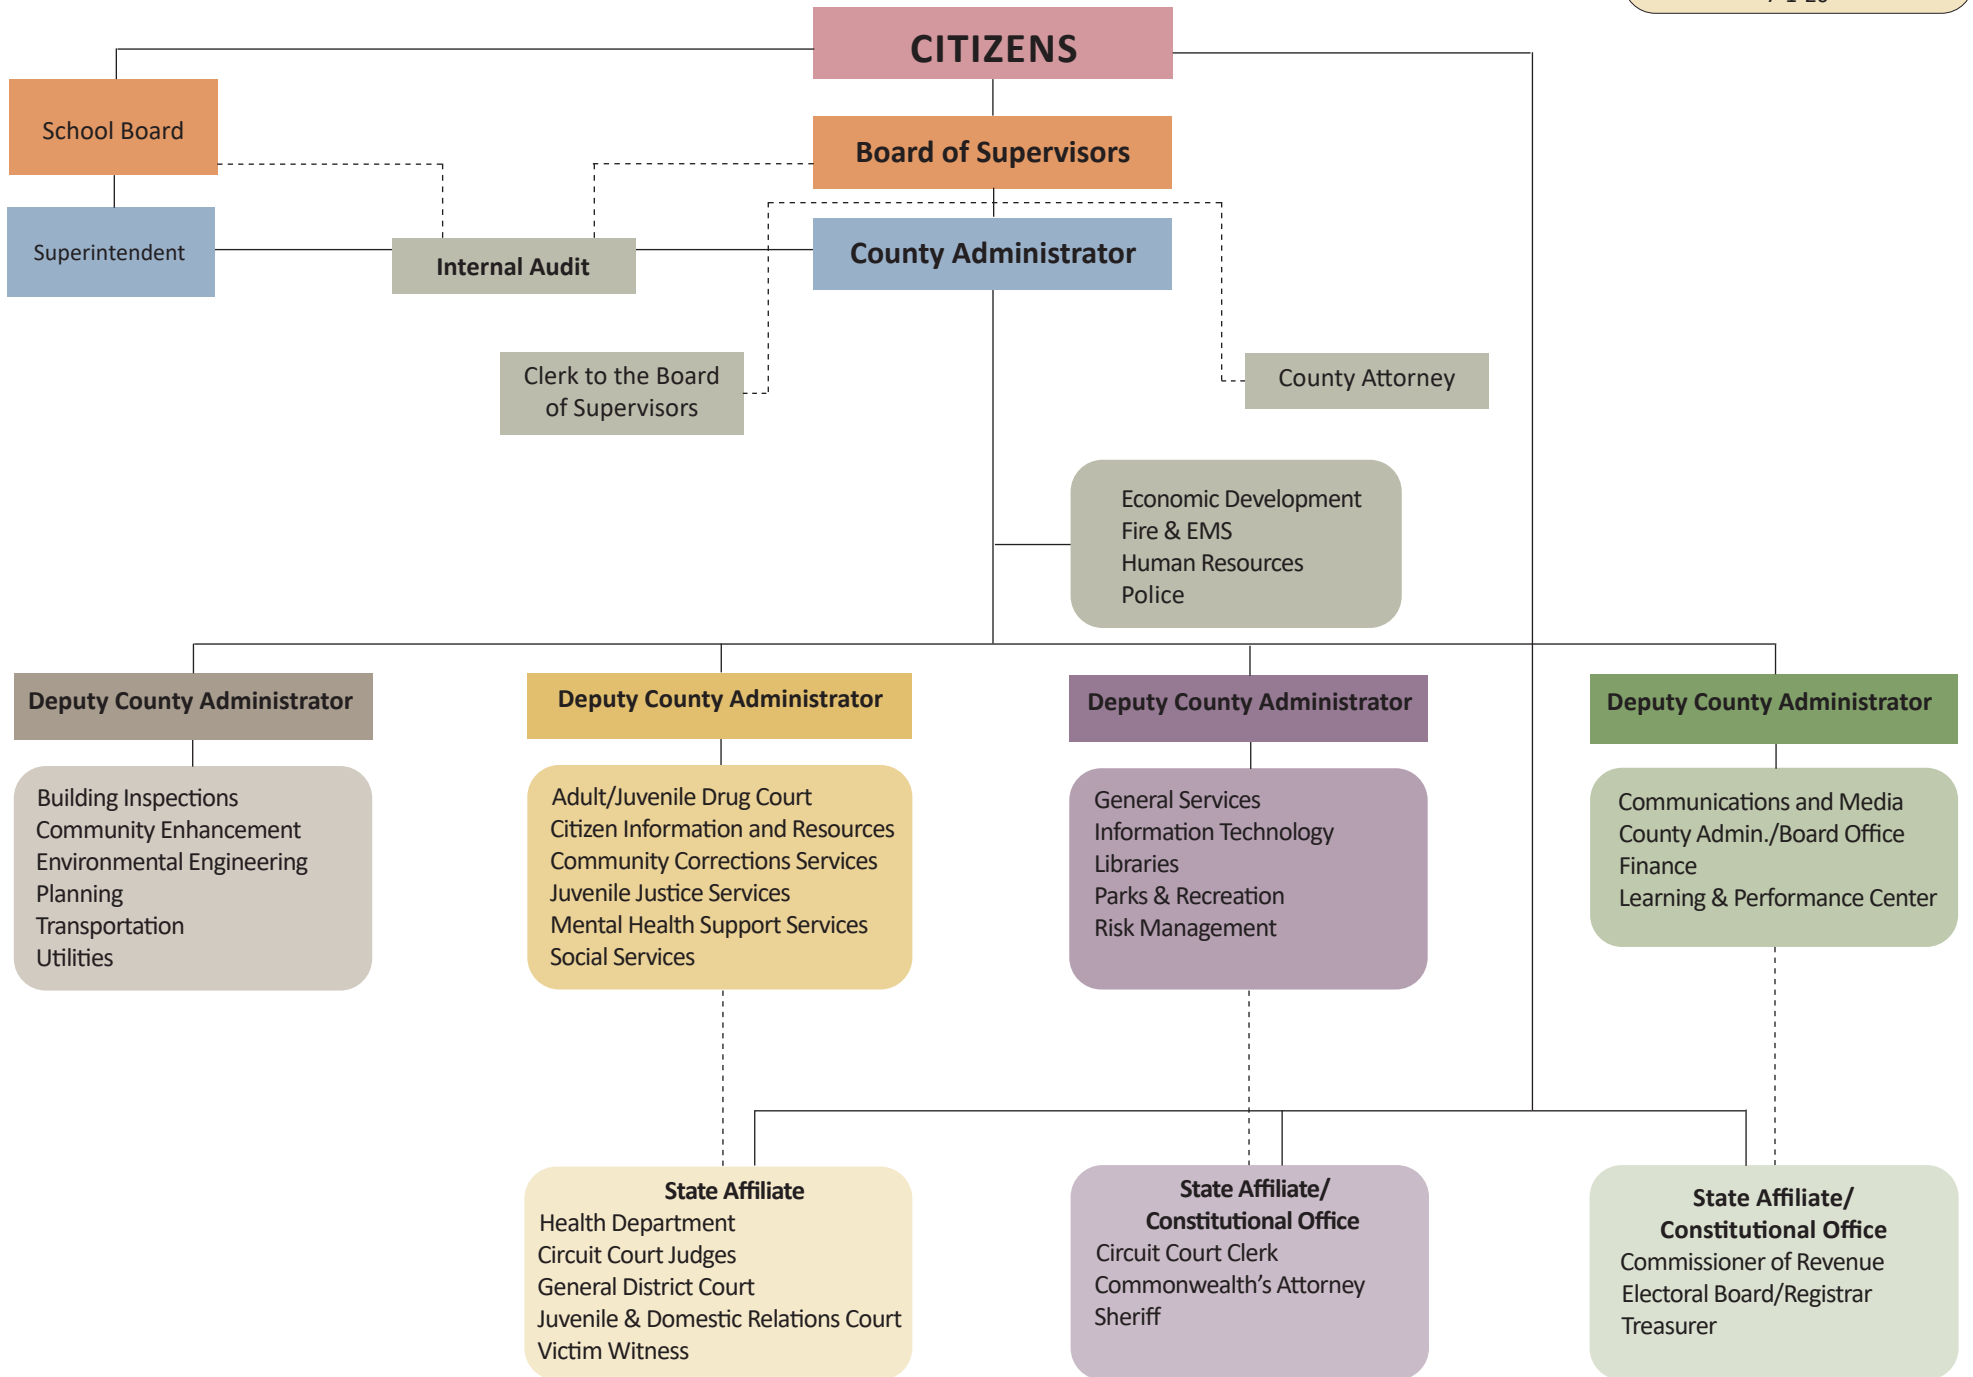 CITIZENS
School Board
Board of Supervisors
Superintendent
Internal Audit
County Administrator
Clerk to the Board
of Supervisors
County Attorney
Economic Development
Fire & EMS
Human Resources
Police
Deputy County Administrator
Deputy County Administrator
Deputy County Administrator
Deputy County Administrator
Building Inspections
Community Enhancement
Environmental Engineering
Planning
Transportation
Utilities
Adult/Juvenile Drug Court
Citizen Information and Resources
Community Corrections Services
Juvenile Justice Services
Mental Health Support Services
Social Services
General Services
Information Technology
Libraries
Parks & Recreation
Risk Management
Communications and Media
County Admin./Board Office
Finance
Learning & Performance Center
State Affiliate
Health Department
Circuit Court Judges
General District Court
Juvenile & Domestic Relations Court
Victim Witness
State Affiliate/
Constitutional Office
Circuit Court Clerk
Commonwealth’s Attorney
Sheriff
State Affiliate/
Constitutional Office
Commissioner of Revenue
Electoral Board/Registrar
Treasurer